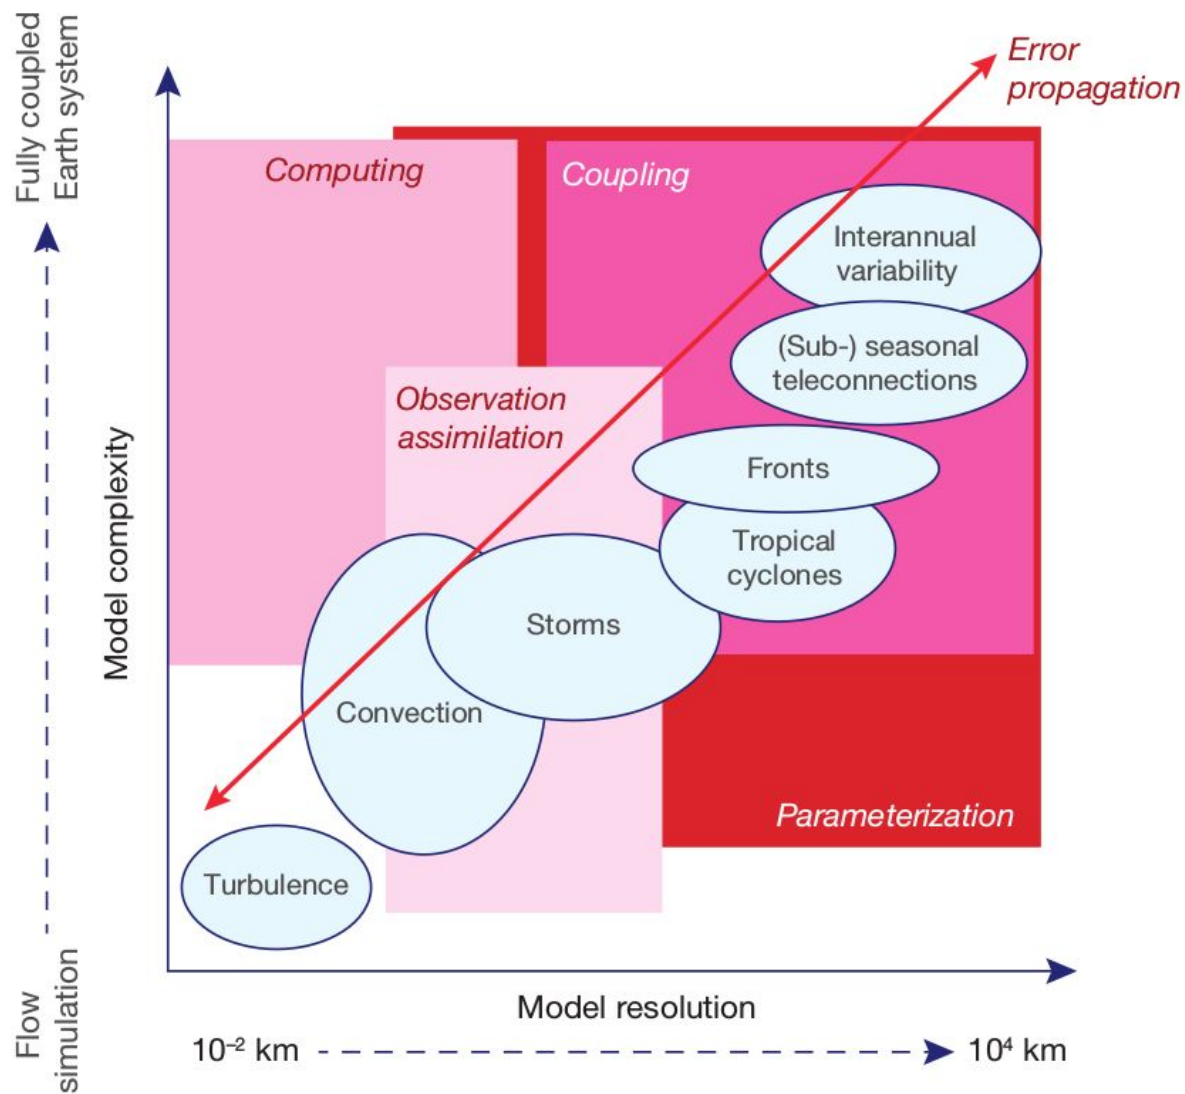 Fully coupled
Earth system
Error
propagation
Computing
Coupling
Interannual
variability
(Sub-) seasonal
teleconnections
Observation
assimilation
Fronts
Tropical
cyclones
Model complexity
Storms
Convection
Parameterization
Turbulence
Flow
simulation
Model resolution
10⁻² km
10⁴ km